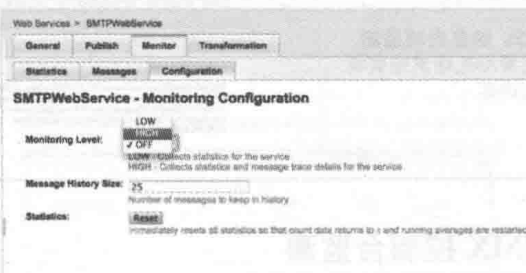 Web Services > SMTPWebService
General Publish Monitor Transformation
Statistics Messages Configuration
SMTPWebService - Monitoring Configuration
LOW
HIGH
Monitoring Level: ✓ OFF
LOW - Collects statistics for the service
HIGH - Collects statistics and message trace details for the service
Message History Size: 25
Number of messages to keep in history
Statistics: Reset
Immediately resets all statistics so that count data returns to and running averages are restarted